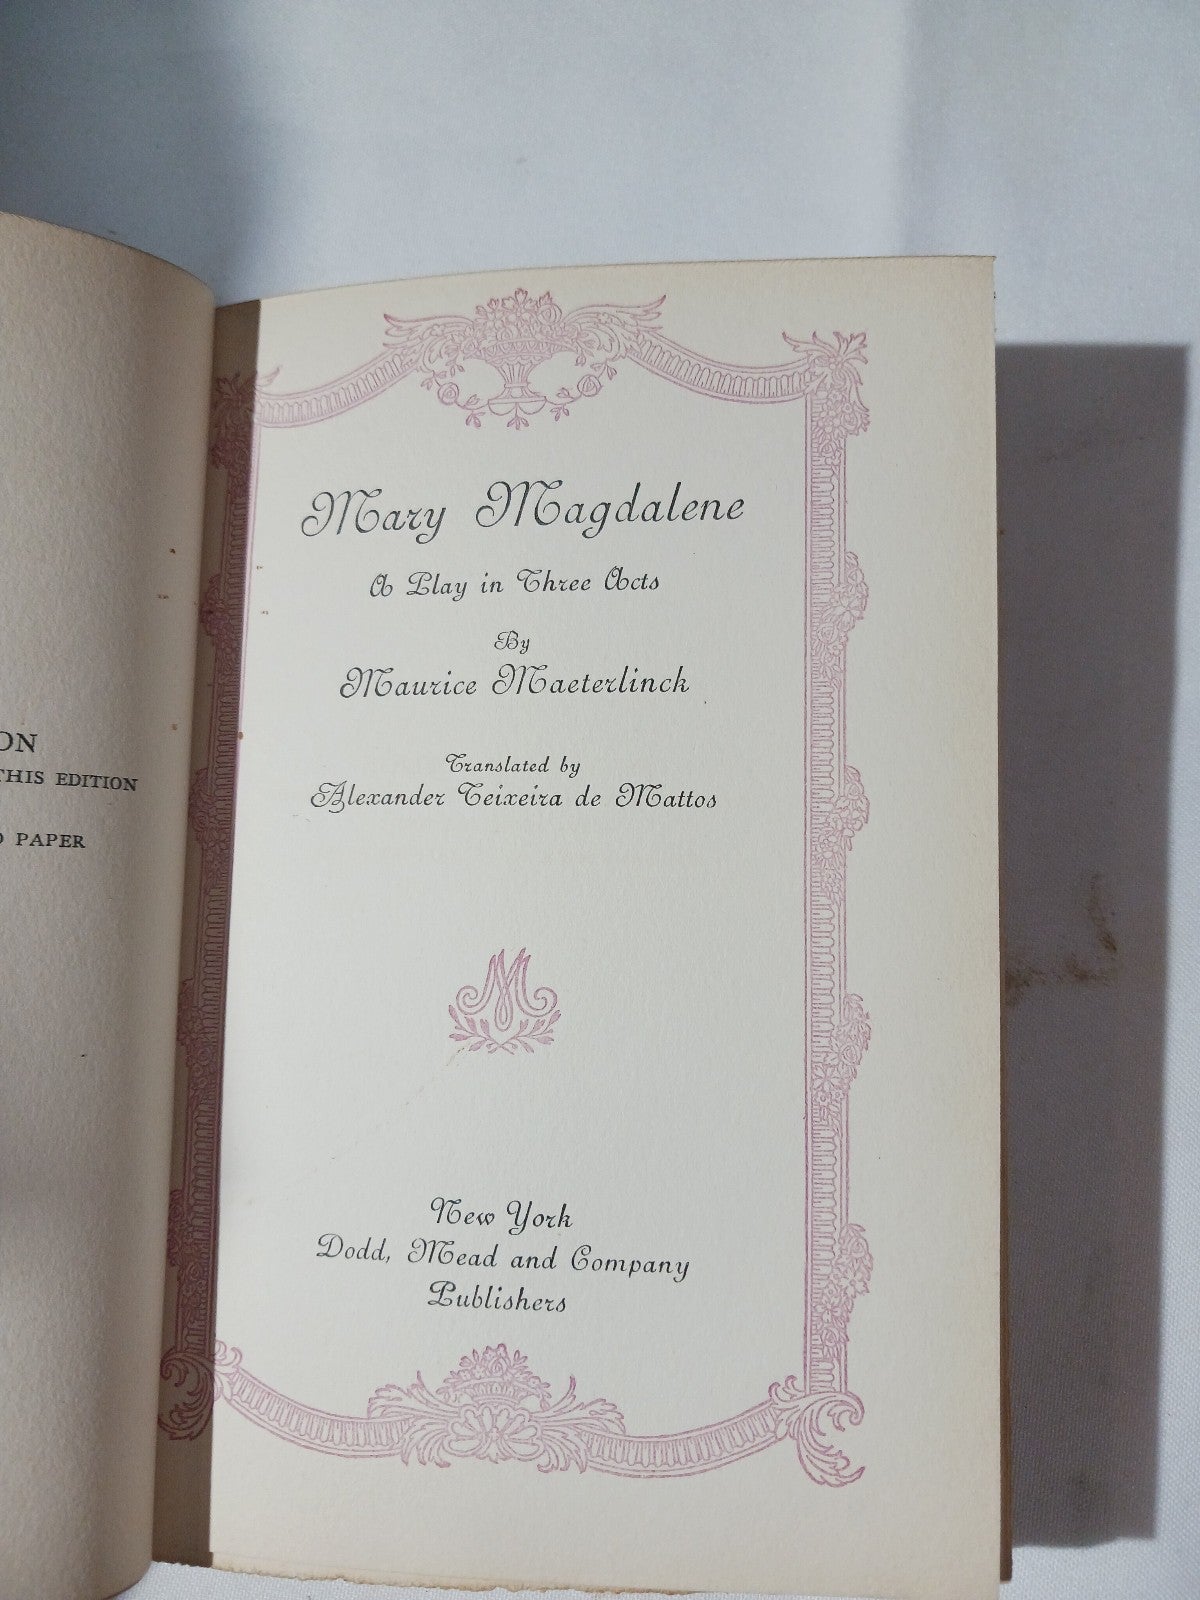 ON
THIS EDITION
PAPER
Mary Magdalene
A Play in Three Acts
By
Maurice Maeterlinck
Translated by
Alexander Teixeira de Mattos
M
New York
Dodd, Mead and Company
Publishers